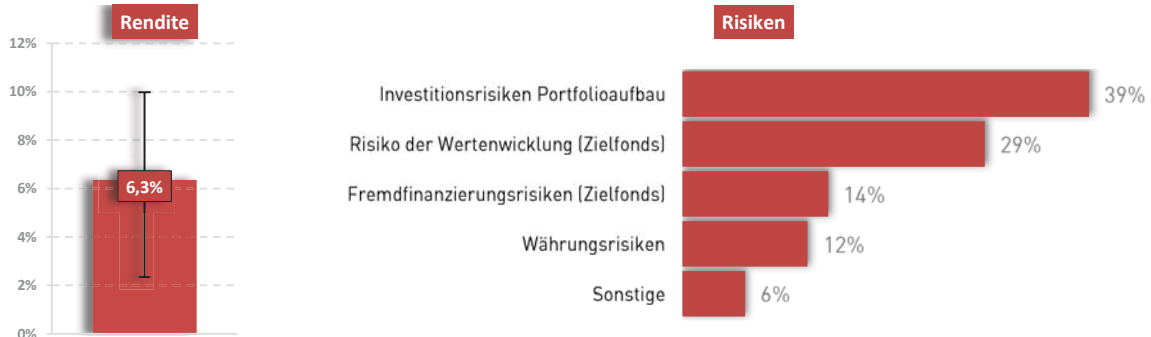 Rendite
12%
10%
8%
6%
4%
2%
0%
6,3%
Risiken
Investitionsrisiken Portfolioaufbau 39%
Risiko der Wertenwicklung (Zielfonds) 29%
Fremdfinanzierungsrisiken (Zielfonds) 14%
Währungsrisiken 12%
Sonstige 6%